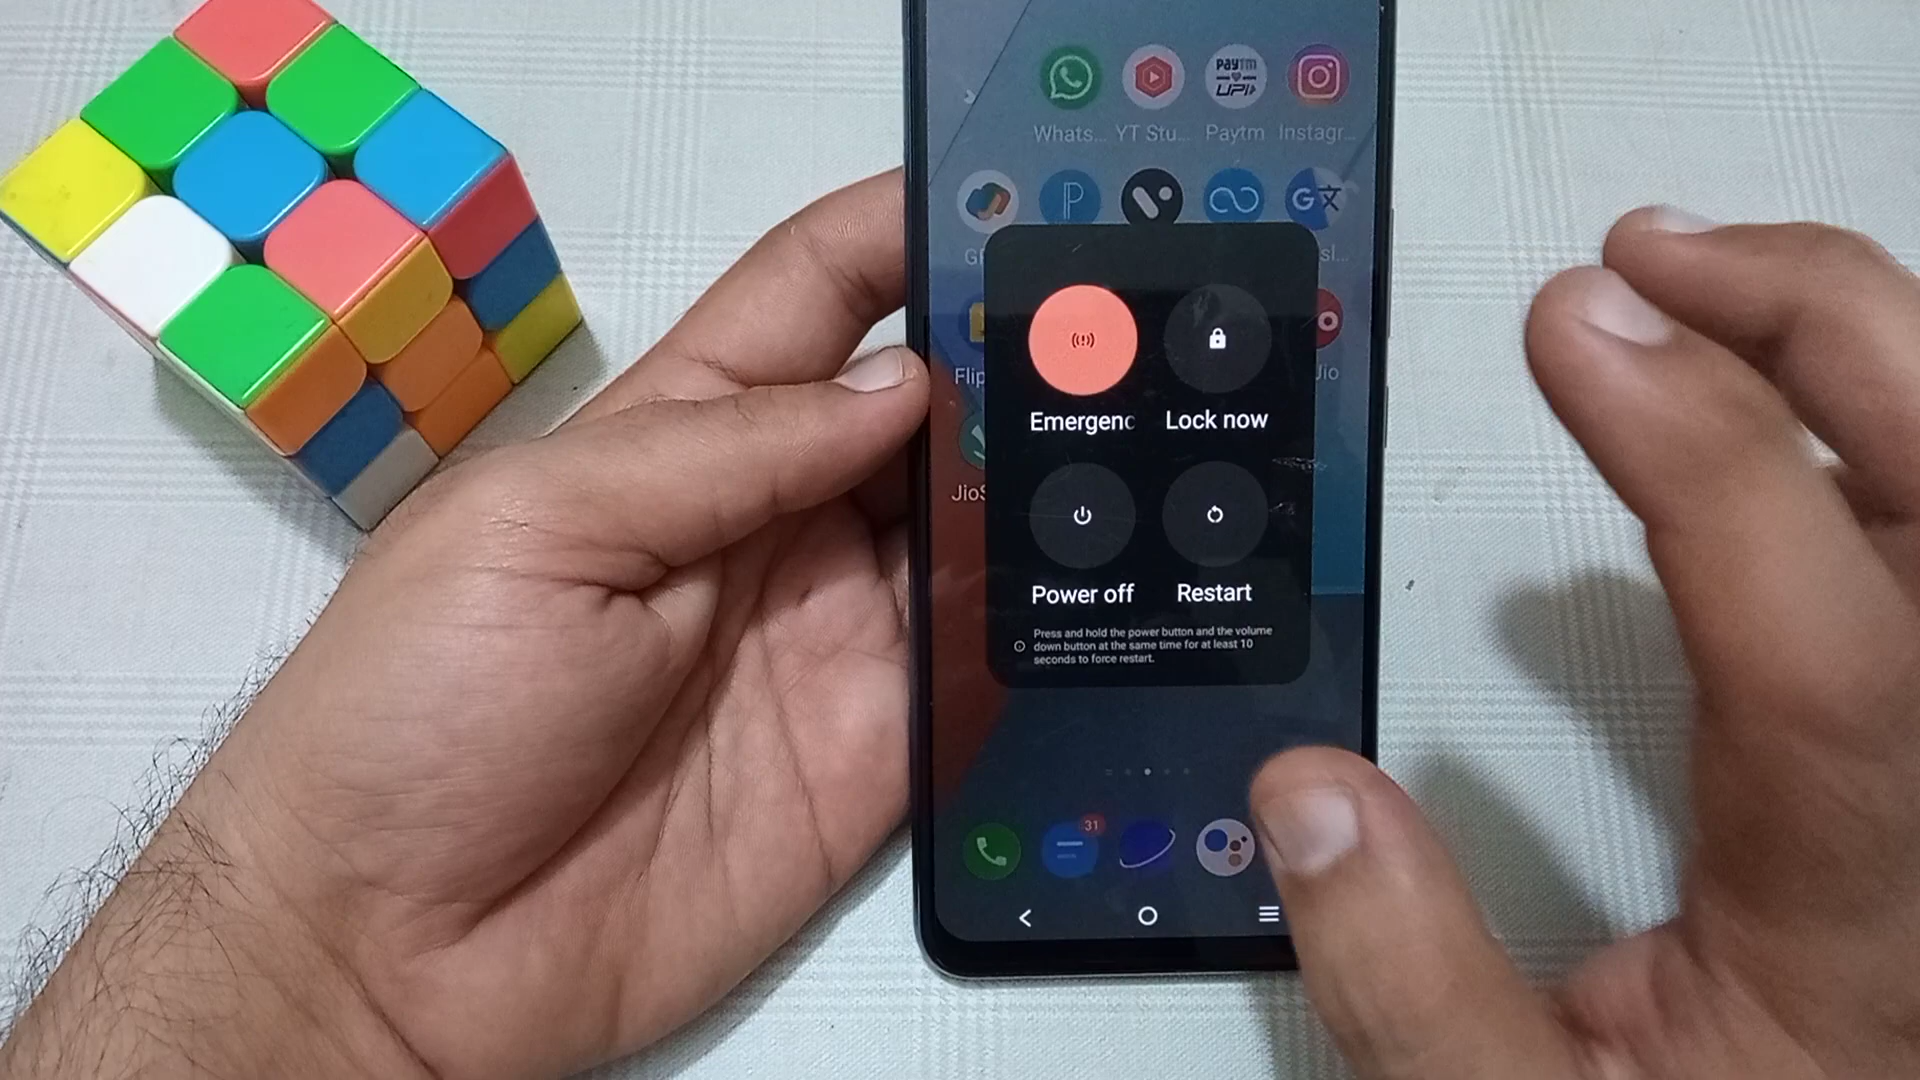 Whats... YT Stu... Paytm Instagr...
Paytm
UPI
Emergenc Lock now
Flip
Jio
JioS
Power off Restart
Press and hold the power button and the volume
down button at the same time for at least 10
seconds to force restart.
31